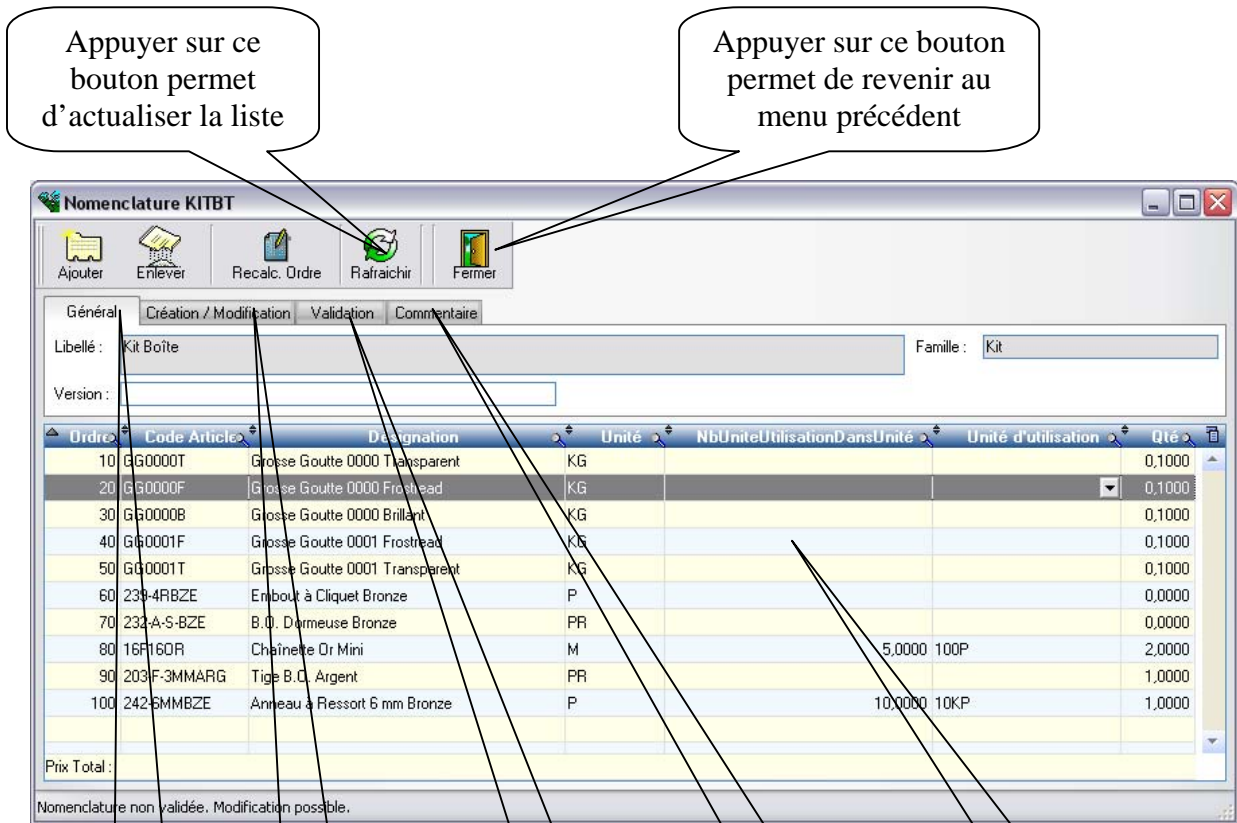 Appuyer sur ce
bouton permet
d’actualiser la liste
Appuyer sur ce bouton
permet de revenir au
menu précédent
Nomenclature KITBT
Ajouter Enlever Recalc. Ordre Rafraichir Fermer
Général Création / Modification Validation Commentaire
Libellé : Kit Boîte Famille : Kit
Version :
Ordre Code Article Désignation Unité NbUniteUtilisationDansUnité Unité d'utilisation Qté
10 GG0000T Grosse Goutte 0000 Transparent KG 0,1000
20 GG0000F Grosse Goutte 0000 Frostread KG 0,1000
30 GG0000B Grosse Goutte 0000 Brillant KG 0,1000
40 GG0001F Grosse Goutte 0001 Frostread KG 0,1000
50 GG0001T Grosse Goutte 0001 Transparent KG 0,1000
60 239-4RBZE Embout à Cliquet Bronze P 0,0000
70 232-A-S-BZE B.O. Dormeuse Bronze PR 0,0000
80 16F16OR Chaînette Or Mini M 5,0000 100P 2,0000
90 203-F-3MMARG Tige B.O. Argent PR 1,0000
100 242-6MMBZE Anneau à Ressort 6 mm Bronze P 10,0000 10KP 1,0000
Prix Total :
Nomenclature non validée. Modification possible.